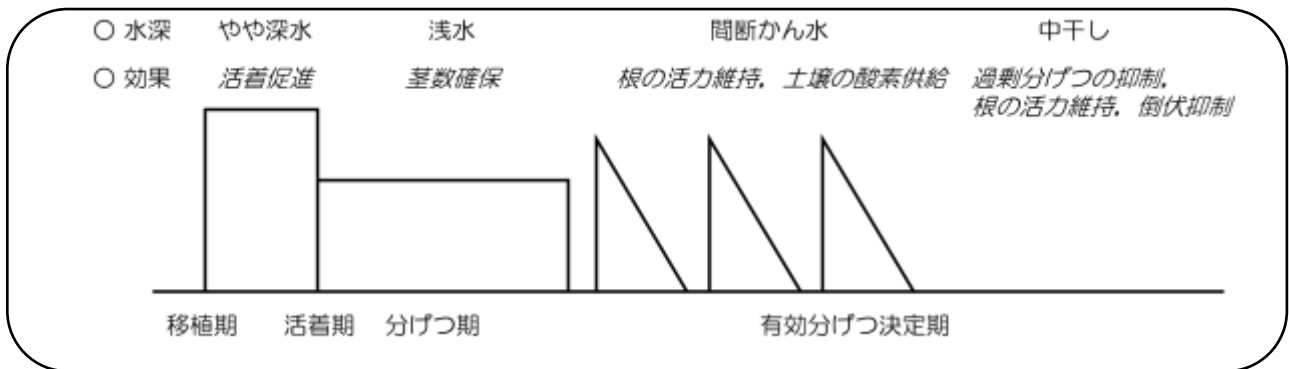 ○ 水深 やや深水 浅水 間断かん水 中干し
○ 効果 活着促進 茎数確保 根の活力維持，土壌の酸素供給 過剰分げつの抑制，
根の活力維持，倒伏抑制
移植期 活着期 分げつ期 有効分げつ決定期